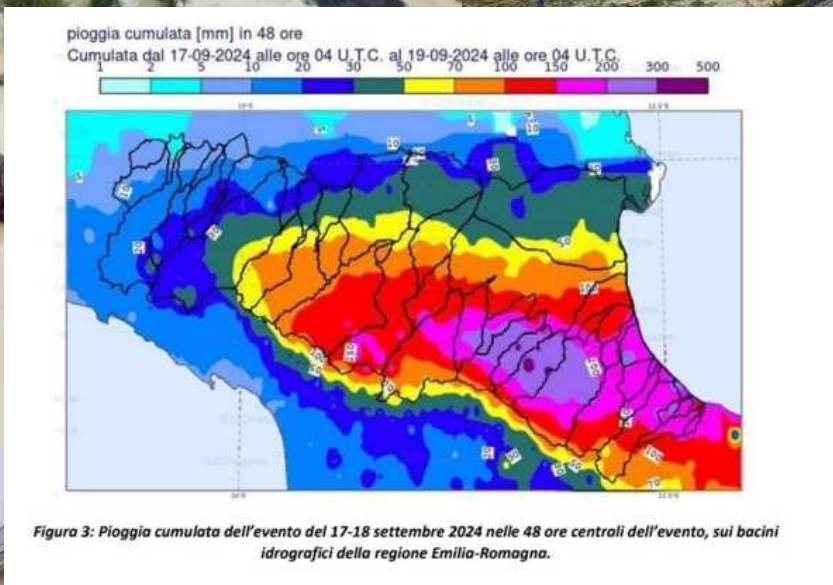 pioggia cumulata [mm] in 48 ore
Cumulata dal 17-09-2024 alle ore 04 U.T.C. al 19-09-2024 alle ore 04 U.T.C.
1 2 5 10 20 30 50 70 100 150 200 300 500
Figura 3: Pioggia cumulata dell'evento del 17-18 settembre 2024 nelle 48 ore centrali dell'evento, sui bacini
idrografici della regione Emilia-Romagna.